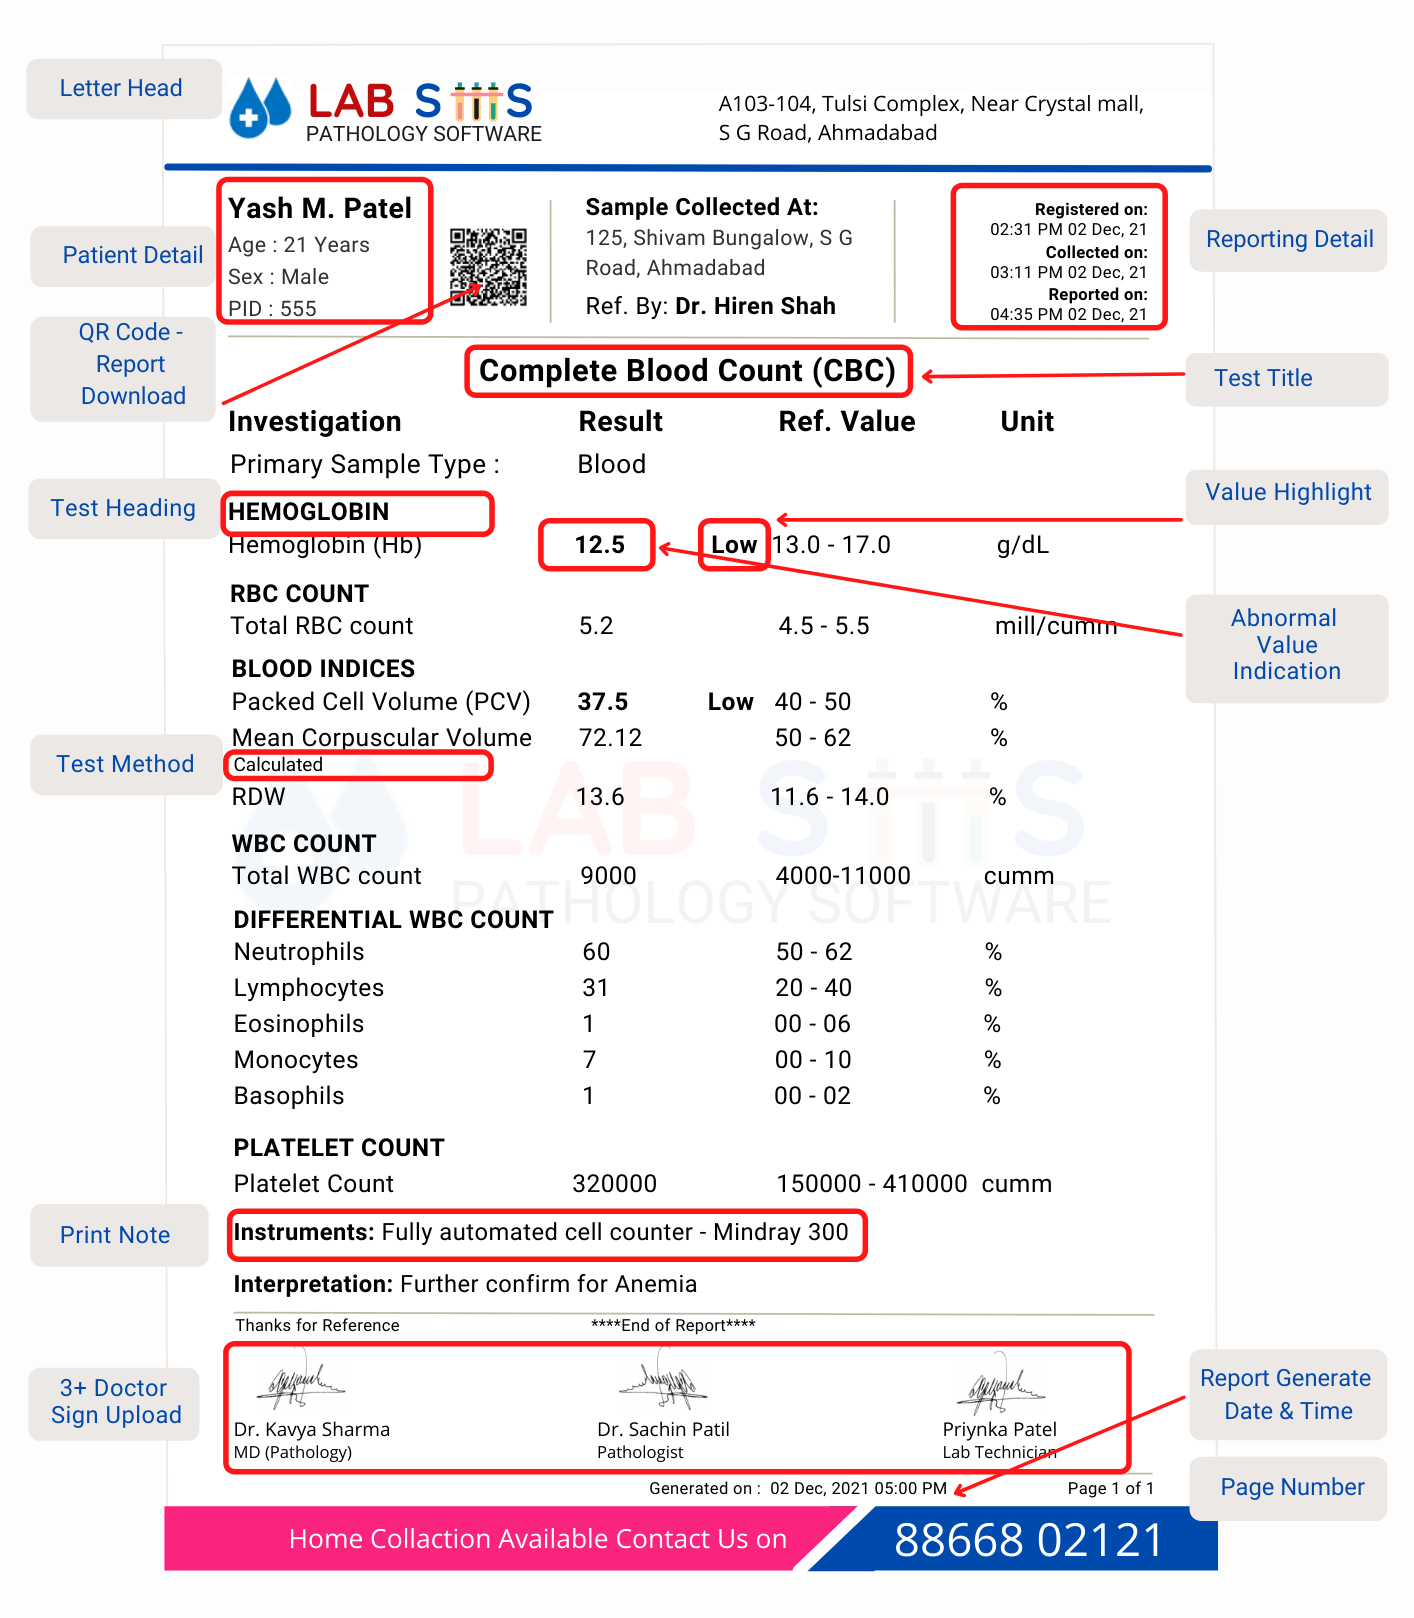 Letter Head
LAB S S
PATHOLOGY SOFTWARE
A103-104, Tulsi Complex, Near Crystal mall,
S G Road, Ahmadabad
Patient Detail
Yash M. Patel
Age : 21 Years
Sex : Male
PID : 555
QR Code -
Report
Download
Sample Collected At:
125, Shivam Bungalow, S G
Road, Ahmadabad
Ref. By: Dr. Hiren Shah
Registered on:
02:31 PM 02 Dec, 21
Collected on:
03:11 PM 02 Dec, 21
Reported on:
04:35 PM 02 Dec, 21
Reporting Detail
Complete Blood Count (CBC)
Test Title
Investigation Result Ref. Value Unit
Primary Sample Type : Blood
Test Heading
HEMOGLOBIN
Value Highlight
Hemoglobin (Hb) 12.5 Low 13.0 - 17.0 g/dL
RBC COUNT
Total RBC count 5.2 4.5 - 5.5 mill/cumm
Abnormal
Value
Indication
BLOOD INDICES
Packed Cell Volume (PCV) 37.5 Low 40 - 50 %
Mean Corpuscular Volume 72.12 50 - 62 %
Test Method
Calculated
RDW 13.6 11.6 - 14.0 %
LAB S S
PATHOLOGY SOFTWARE
WBC COUNT
Total WBC count 9000 4000-11000 cumm
DIFFERENTIAL WBC COUNT
Neutrophils 60 50 - 62 %
Lymphocytes 31 20 - 40 %
Eosinophils 1 00 - 06 %
Monocytes 7 00 - 10 %
Basophils 1 00 - 02 %
PLATELET COUNT
Platelet Count 320000 150000 - 410000 cumm
Print Note
Instruments: Fully automated cell counter - Mindray 300
Interpretation: Further confirm for Anemia
Thanks for Reference ****End of Report****
3+ Doctor
Sign Upload
Dr. Kavya Sharma
MD (Pathology)
Dr. Sachin Patil
Pathologist
Priynka Patel
Lab Technician
Report Generate
Date & Time
Generated on : 02 Dec, 2021 05:00 PM
Page 1 of 1
Page Number
Home Collaction Available Contact Us on
88668 02121